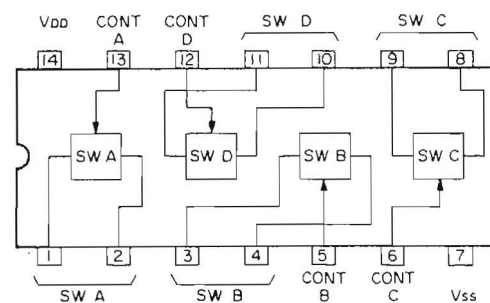 SW D SW C
VDD CONT A CONT D
14 13 12 11 10 9 8
SW A SW D SW B SW C
1 2 3 4 5 6 7
SW A SW B CONT B CONT C VSS